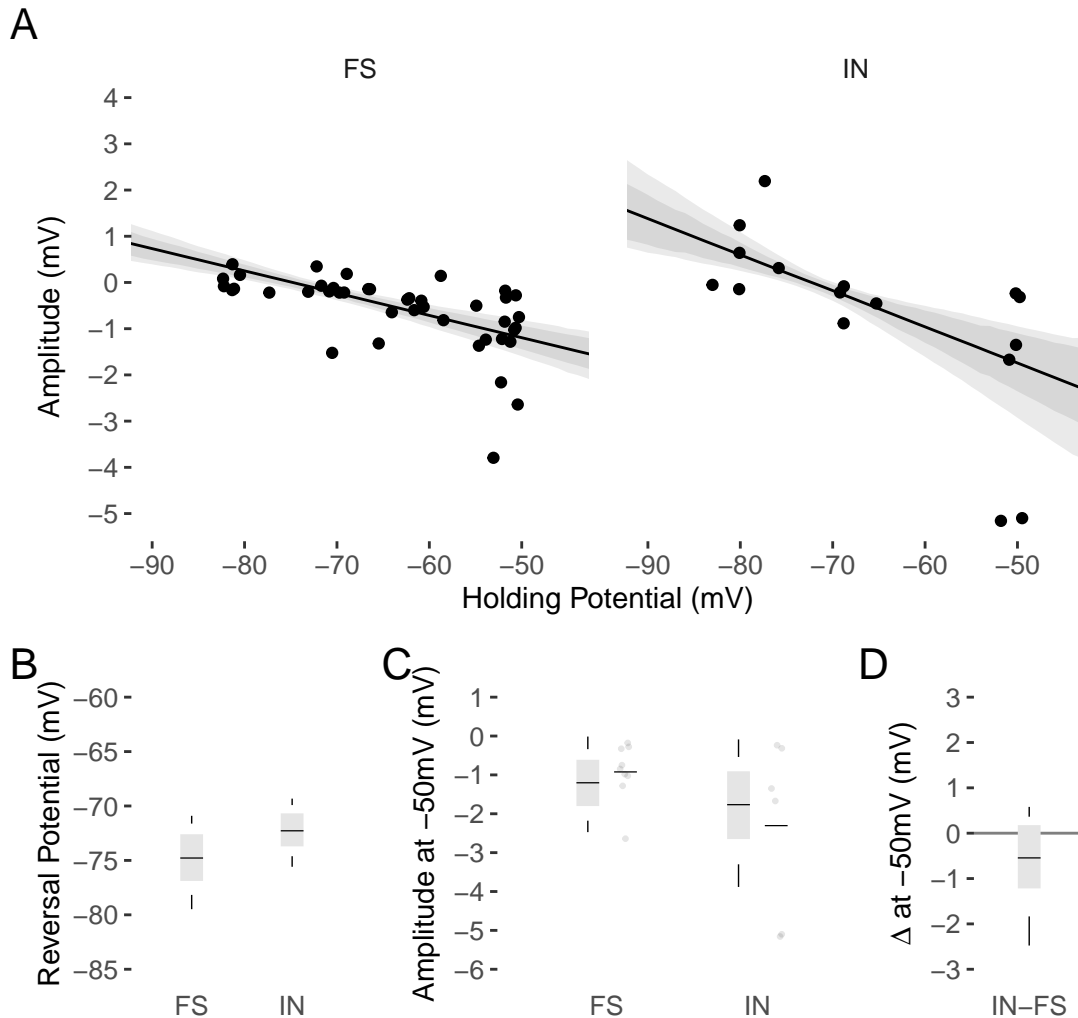 A
FS
IN
4
3
2
1
0
−1
−2
−3
−4
−5
Amplitude (mV)
−90 −80 −70 −60 −50
−90 −80 −70 −60 −50
Holding Potential (mV)
B
−60
−65
−70
−75
−80
−85
Reversal Potential (mV)
FS IN
C
1
0
−1
−2
−3
−4
−5
−6
Amplitude at −50mV (mV)
FS IN
D
3
2
1
0
−1
−2
−3
Δ at −50mV (mV)
IN−FS